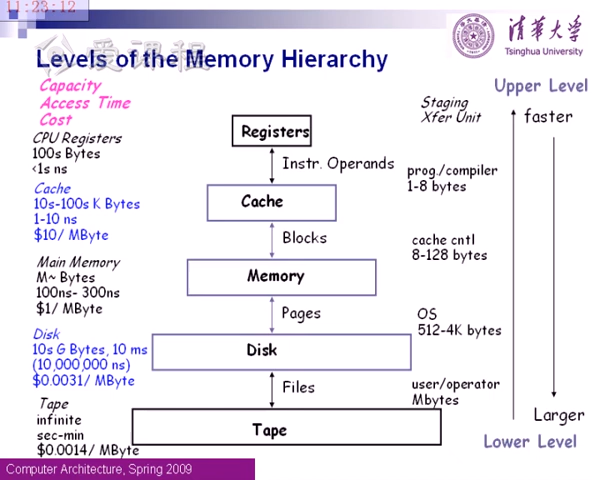 11:23:12
爱课程
清华大学
Tsinghua University
Levels of the Memory Hierarchy
Capacity
Access Time
Cost
Staging
Xfer Unit
Upper Level
faster
CPU Registers
100s Bytes
<1s ns
Registers
Instr. Operands
prog./compiler
1-8 bytes
Cache
10s-100s K Bytes
1-10 ns
$10/ MByte
Cache
Blocks
cache cntl
8-128 bytes
Main Memory
M~ Bytes
100ns- 300ns
$1/ MByte
Memory
Pages
OS
512-4K bytes
Disk
10s G Bytes, 10 ms
(10,000,000 ns)
$0.0031/ MByte
Disk
Files
user/operator
Mbytes
Tape
infinite
sec-min
$0.0014/ MByte
Tape
Larger
Lower Level
Computer Architecture, Spring 2009